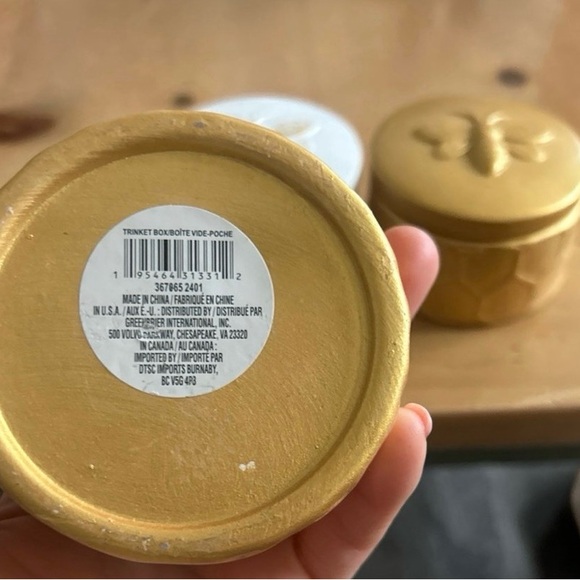 TRINKET BOX/BOÎTE VIDE-POCHE
1 95464 31331 2
367865 2401
MADE IN CHINA / FABRIQUÉ EN CHINE
IN U.S.A. / AUX É.-U. : DISTRIBUTED BY / DISTRIBUÉ PAR
GREENBRIER INTERNATIONAL, INC.
500 VOLVO PARKWAY, CHESAPEAKE, VA 23320
IN CANADA / AU CANADA :
IMPORTED BY / IMPORTÉ PAR
DTSC IMPORTS BURNABY,
BC V5G 4P3